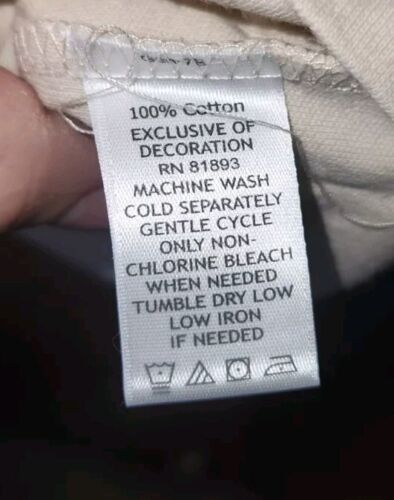 100% Cotton
EXCLUSIVE OF
DECORATION
RN 81893
MACHINE WASH
COLD SEPARATELY
GENTLE CYCLE
ONLY NON-
CHLORINE BLEACH
WHEN NEEDED
TUMBLE DRY LOW
LOW IRON
IF NEEDED